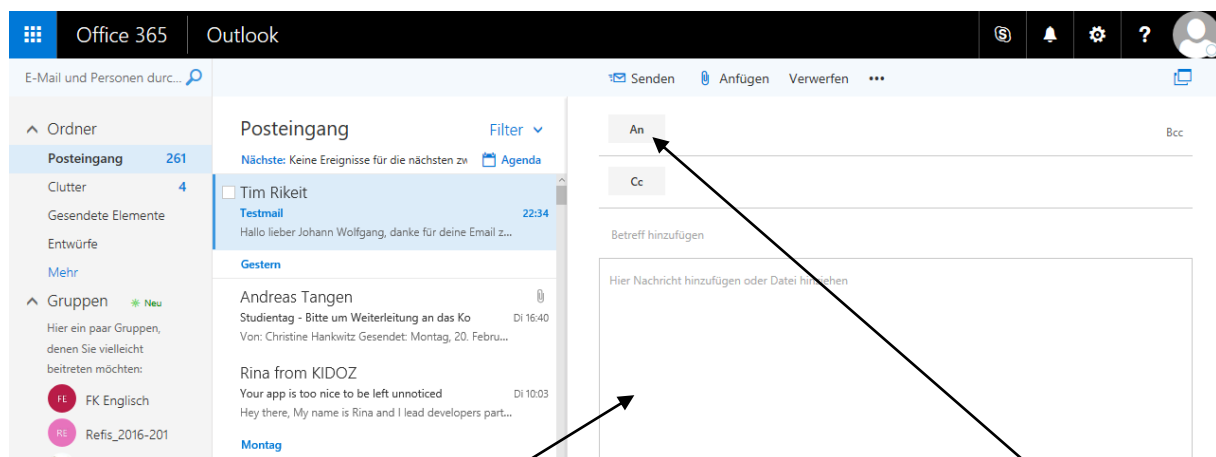 Office 365
Outlook
E-Mail und Personen durc...
Senden
Anfügen
Verwerfen
Ordner
Posteingang 261
Clutter 4
Gesendete Elemente
Entwürfe
Mehr
Gruppen Neu
Hier ein paar Gruppen,
denen Sie vielleicht
beitreten möchten:
FE FK Englisch
RE Refis_2016-201
Posteingang
Filter
Nächste: Keine Ereignisse für die nächsten zw
Agenda
Tim Rikeit
Testmail 22:34
Hallo lieber Johann Wolfgang, danke für deine Email z...
Gestern
Andreas Tangen
Studientag - Bitte um Weiterleitung an das Ko Di 16:40
Von: Christine Hankwitz Gesendet: Montag, 20. Febru...
Rina from KIDOZ
Your app is too nice to be left unnoticed Di 10:03
Hey there, My name is Rina and I lead developers part...
Montag
An
Bcc
Cc
Betreff hinzufügen
Hier Nachricht hinzufügen oder Datei hinziehen